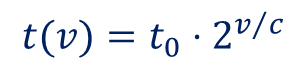 t(v) = t₀ · 2^{v/c}